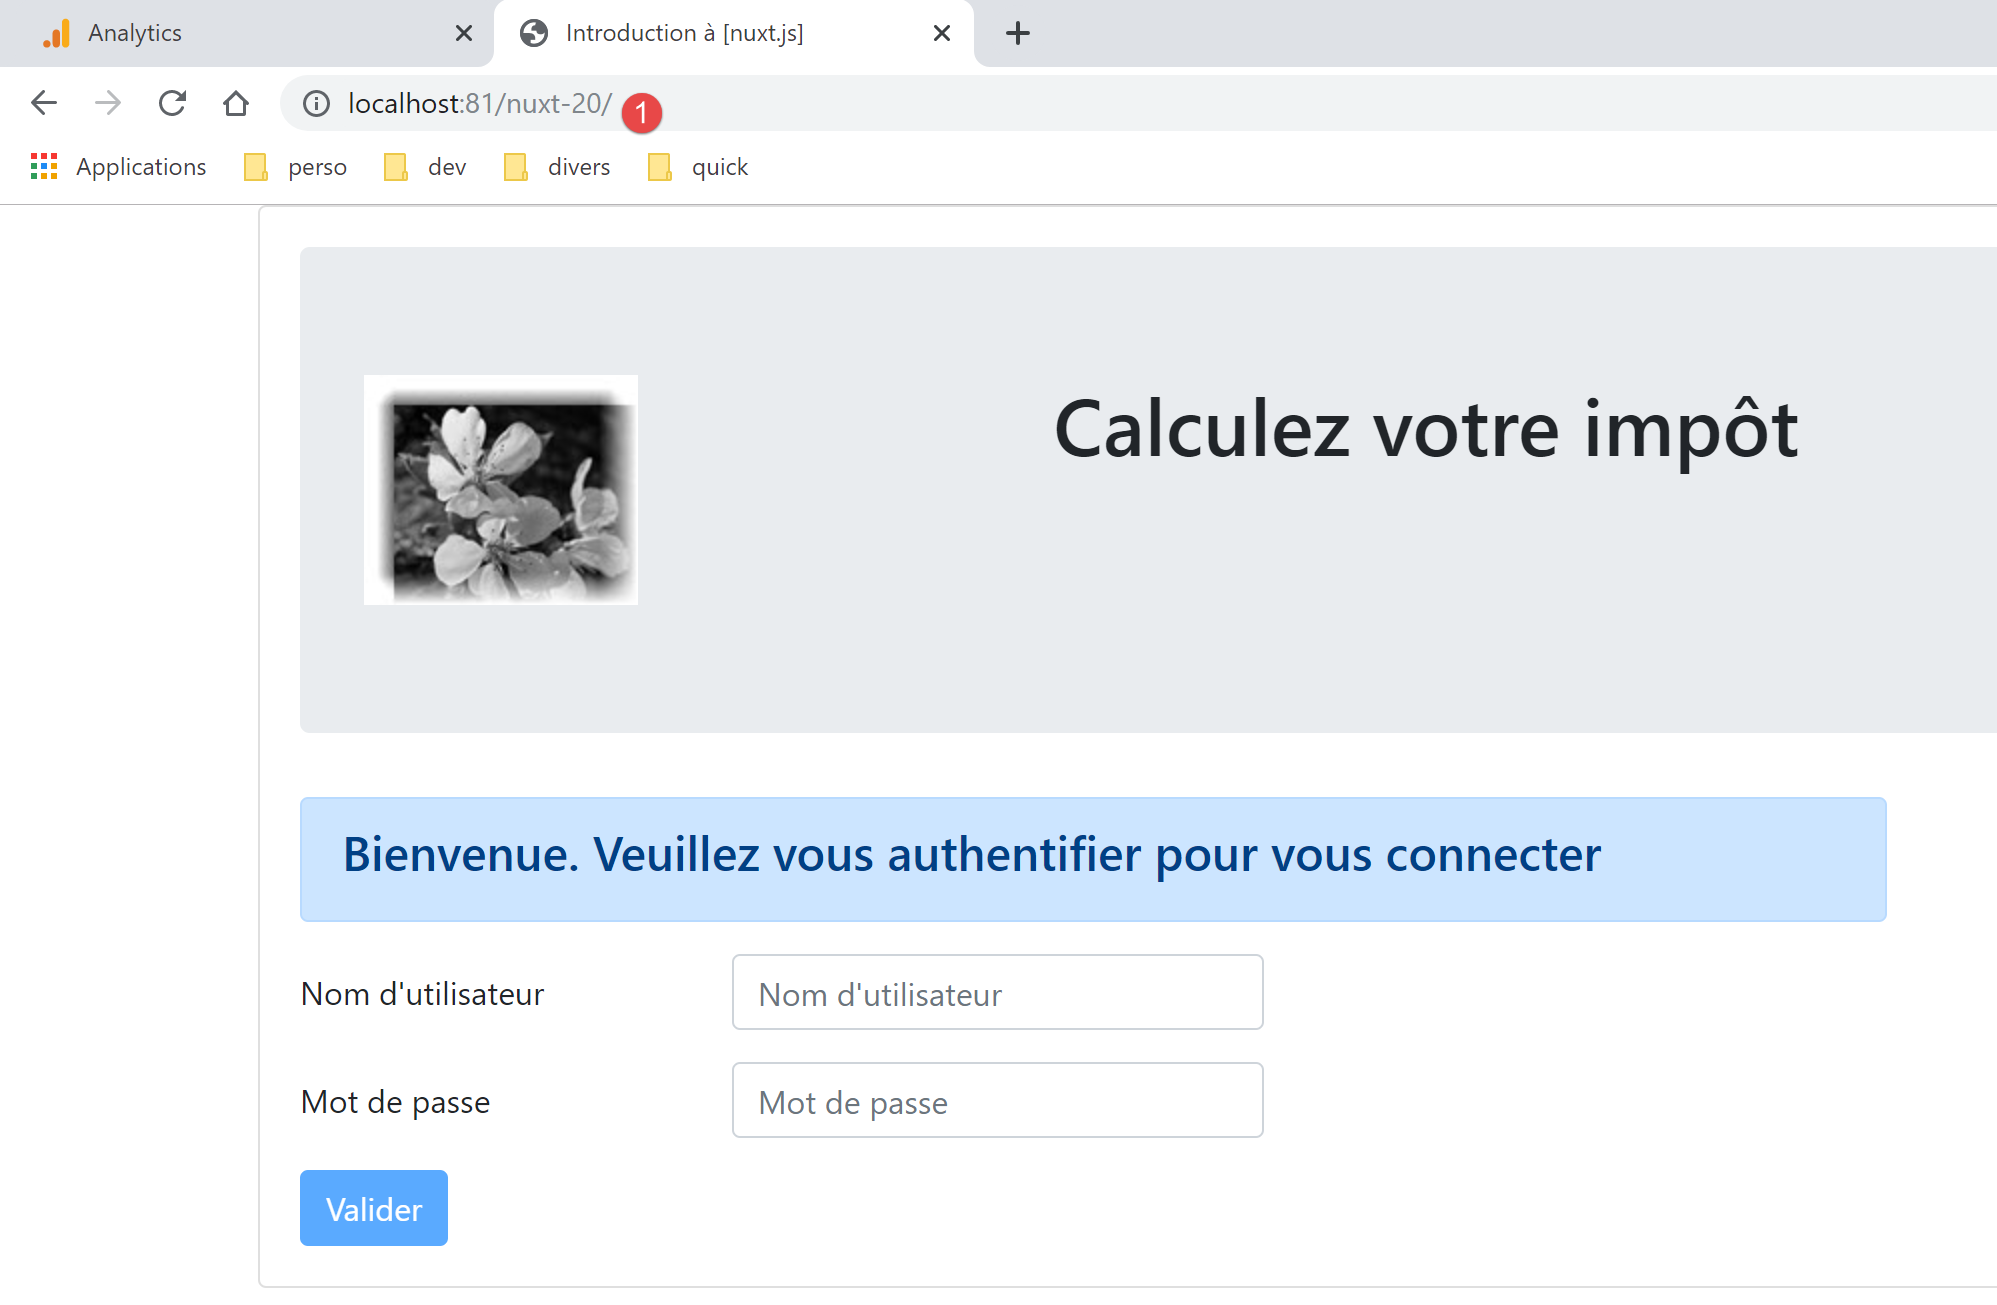 Analytics
Introduction à [nuxt.js]
localhost:81/nuxt-20/
1
Applications perso dev divers quick
Calculez votre impôt
Bienvenue. Veuillez vous authentifier pour vous connecter
Nom d'utilisateur Nom d'utilisateur
Mot de passe Mot de passe
Valider